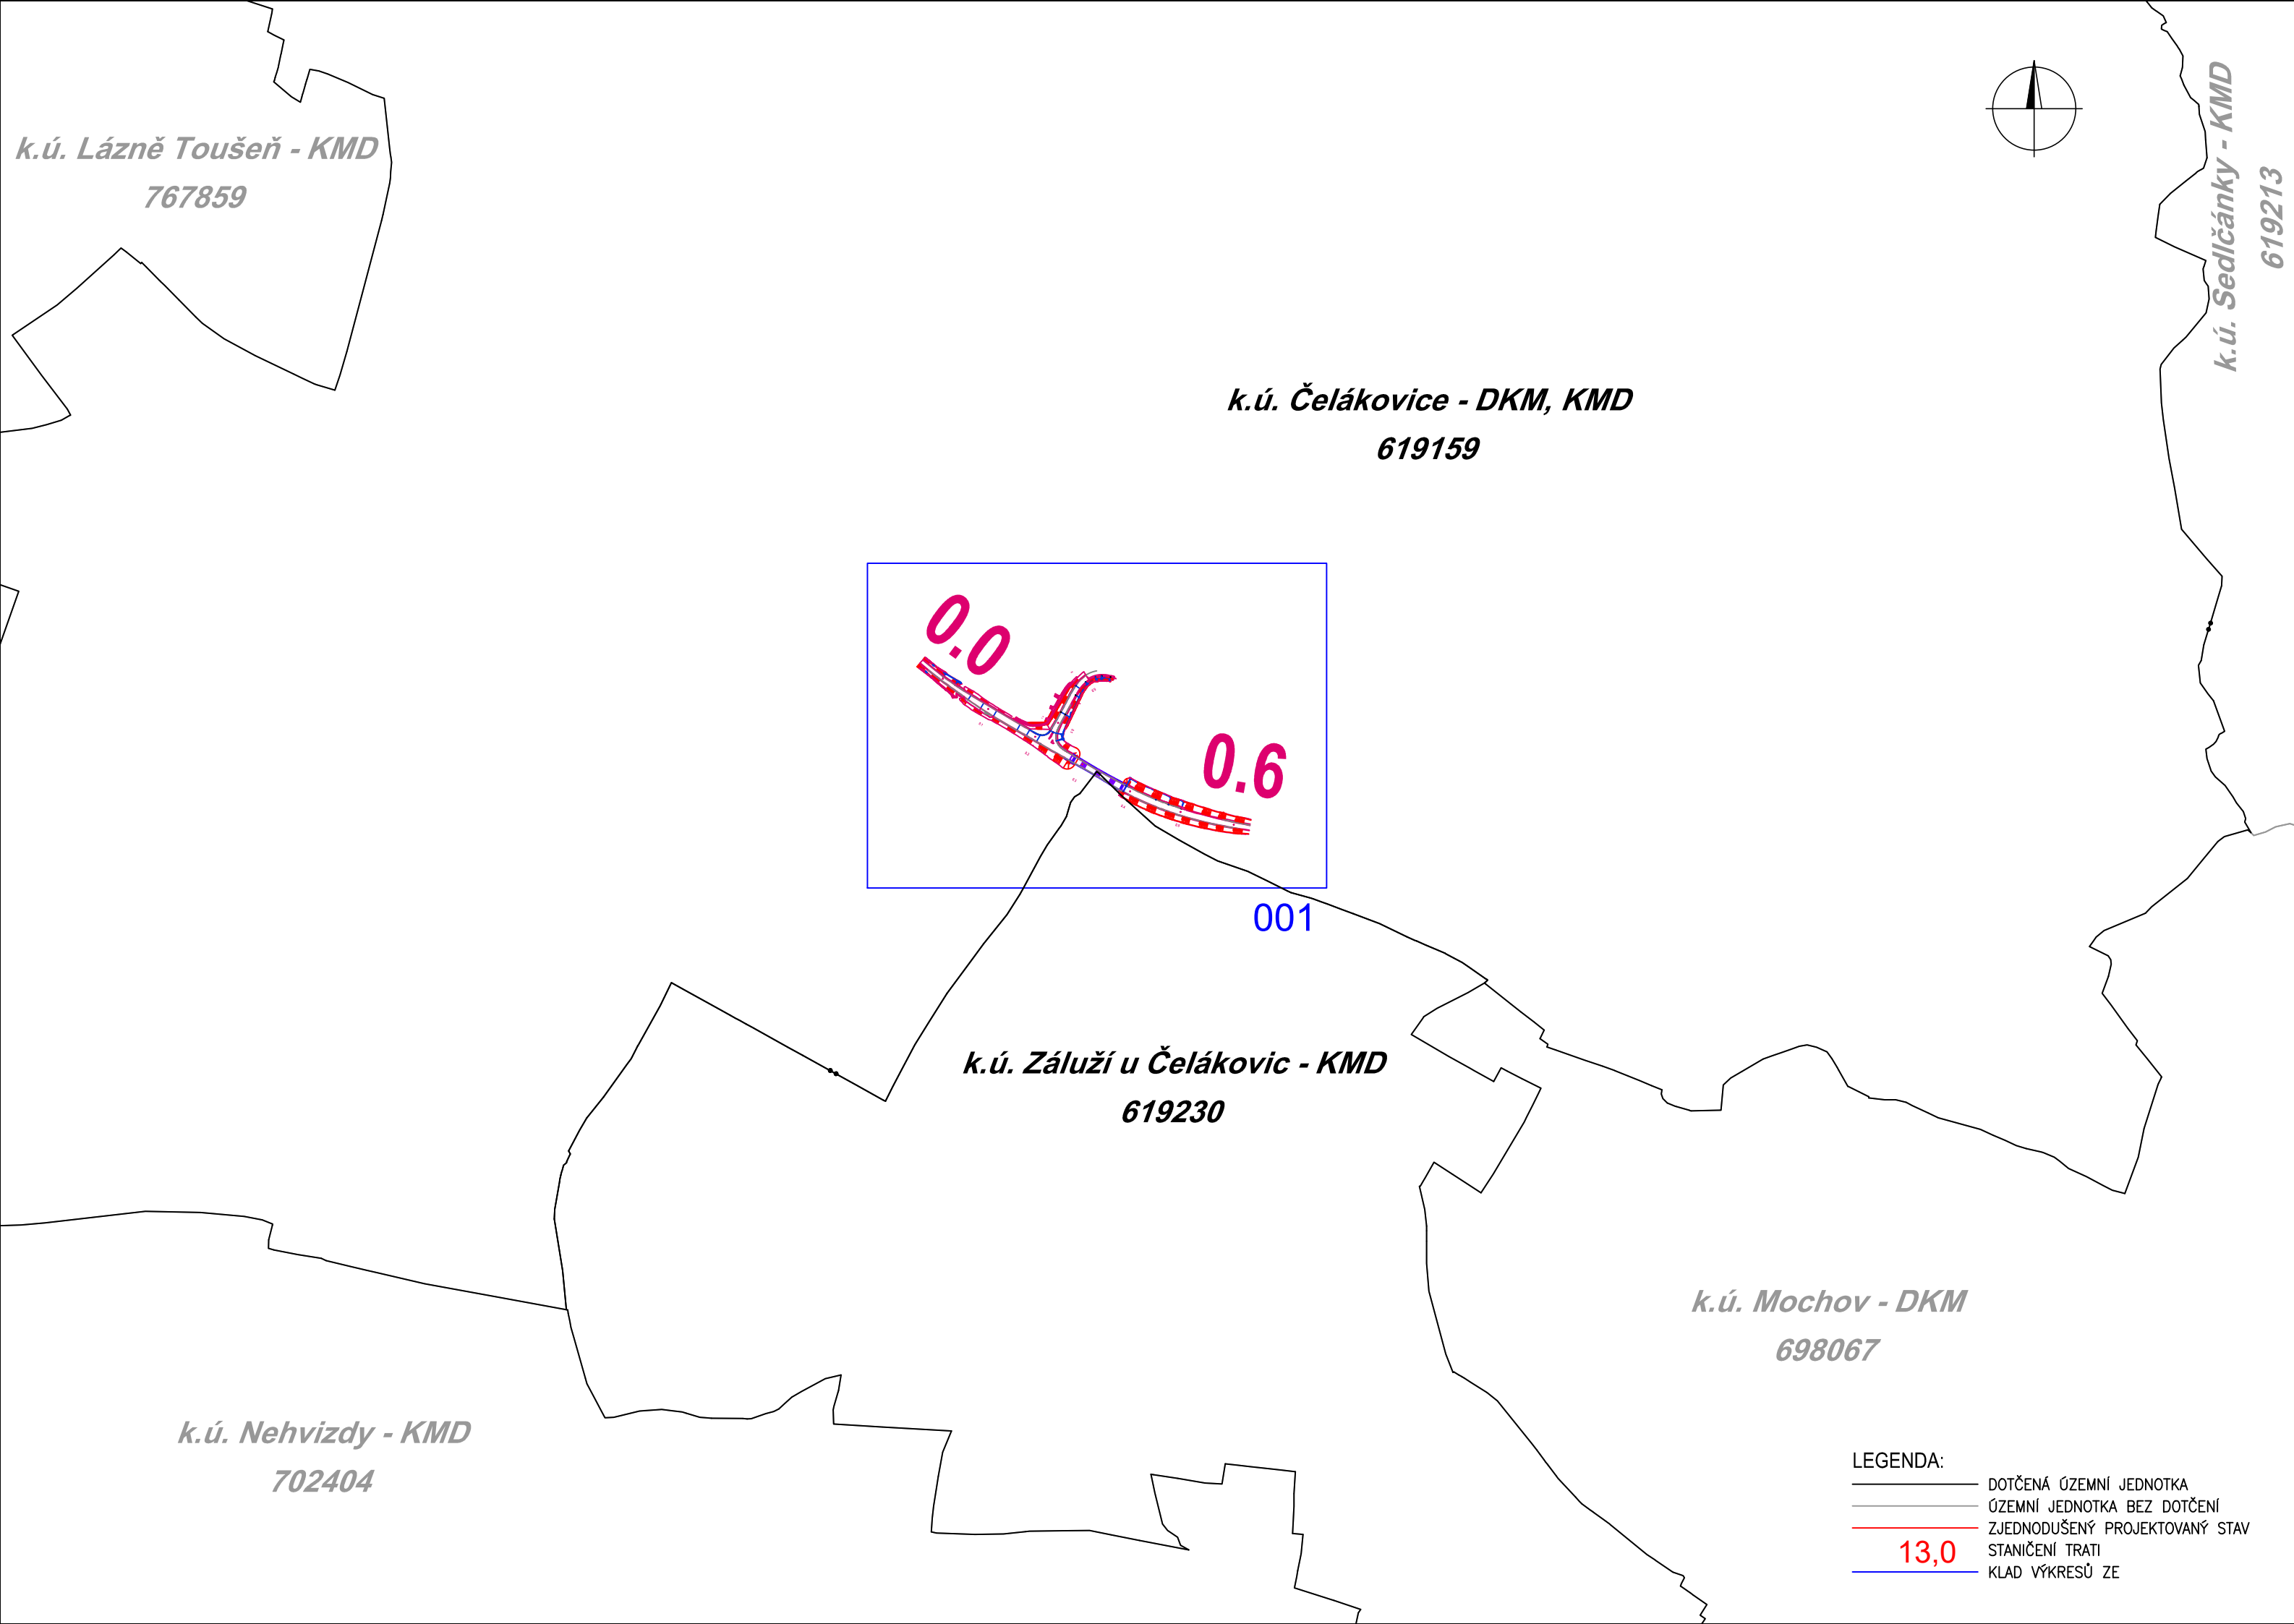 k.ú. Lázně Toušeň - KMD
767859
k.ú. Sedlčánky - KMD
619213
k.ú. Čelákovice - DKM, KMD
619159
0.0
0.6
001
k.ú. Záluží u Čelákovic - KMD
619230
k.ú. Mochov - DKM
698067
k.ú. Nehvizdy - KMD
702404
LEGENDA:
DOTČENÁ ÚZEMNÍ JEDNOTKA
ÚZEMNÍ JEDNOTKA BEZ DOTČENÍ
ZJEDNODUŠENÝ PROJEKTOVANÝ STAV
13,0 STANIČENÍ TRATI
KLAD VÝKRESŮ ZE